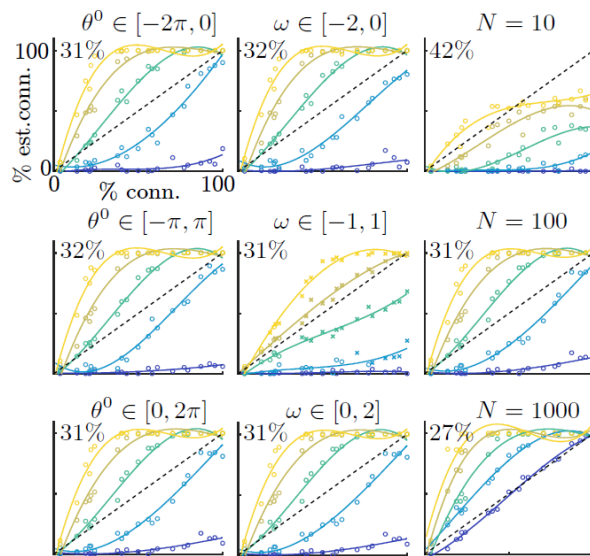 θ⁰ ∈ [−2π, 0]
ω ∈ [−2, 0]
N = 10
100
31%
32%
42%
% est.conn.
0
0
% conn.
100
θ⁰ ∈ [−π, π]
ω ∈ [−1, 1]
N = 100
32%
31%
31%
θ⁰ ∈ [0, 2π]
ω ∈ [0, 2]
N = 1000
31%
31%
27%